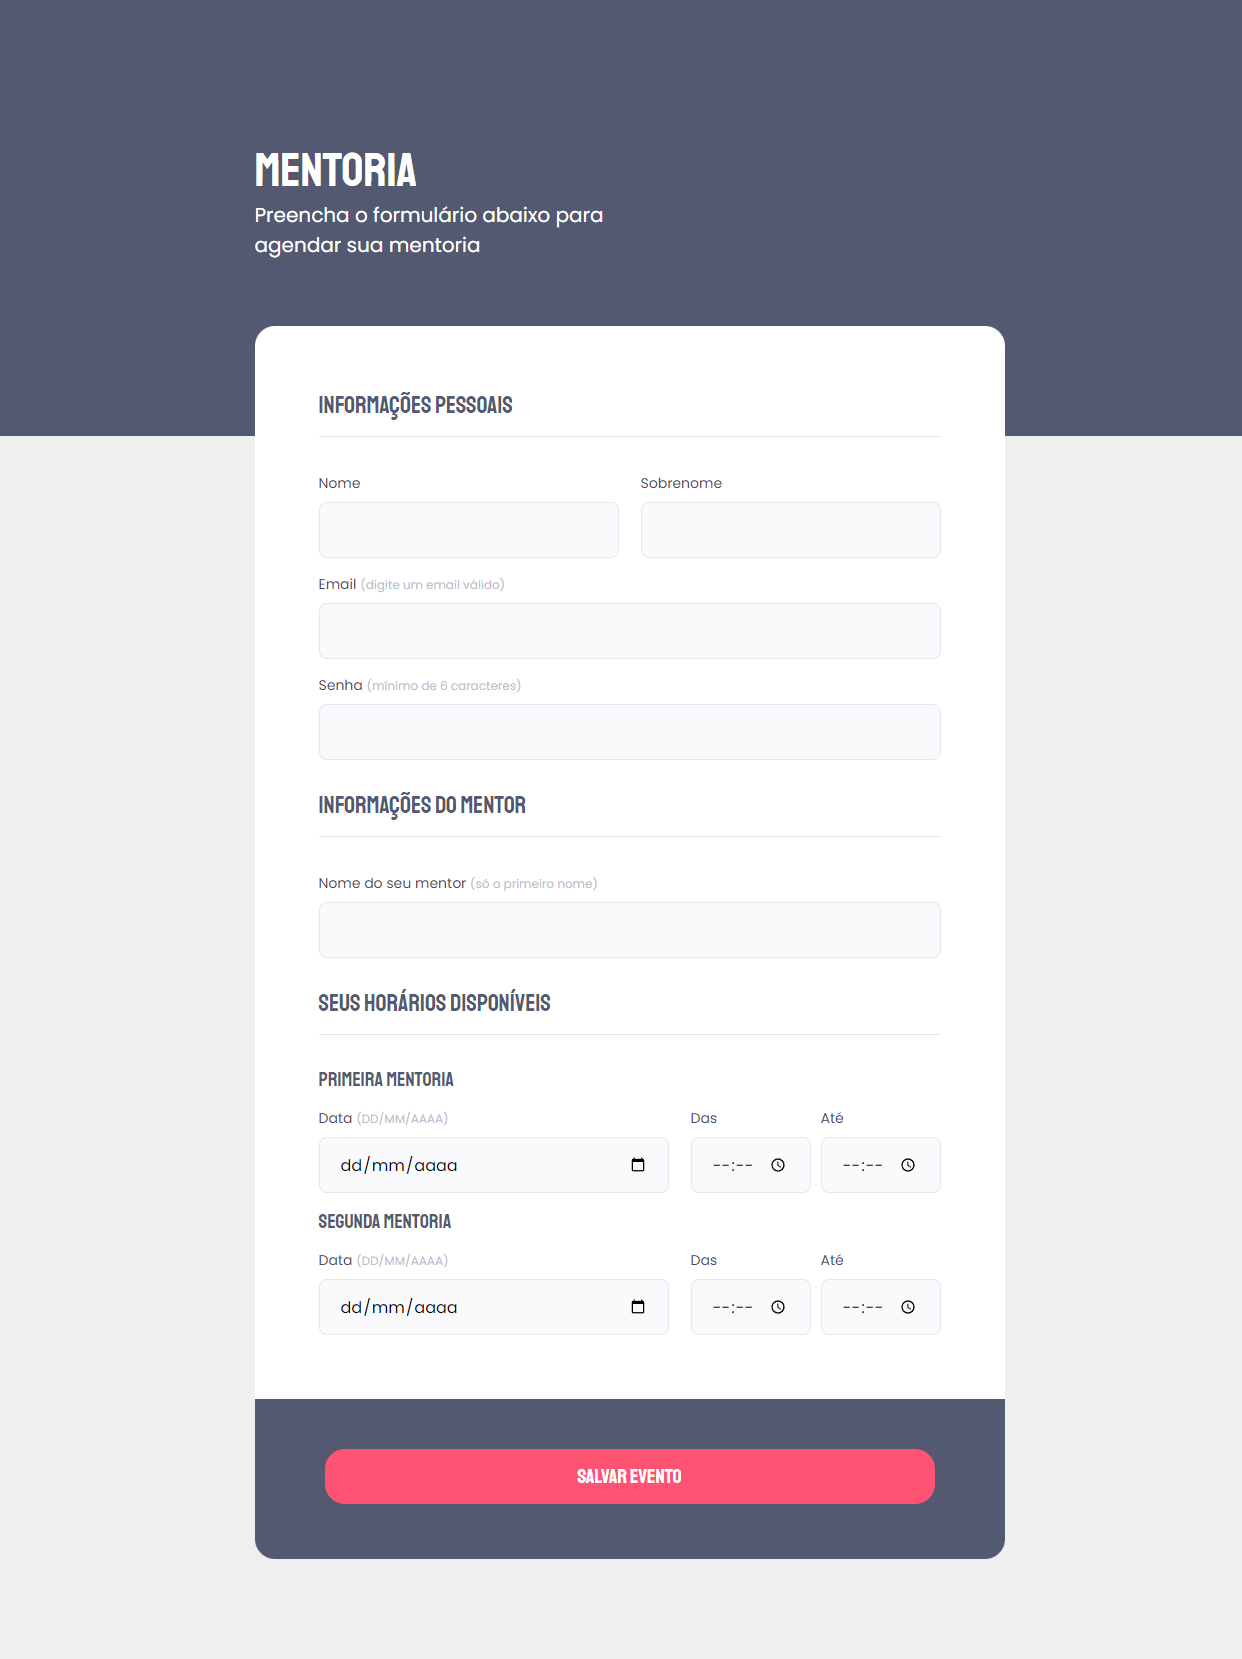 MENTORIA
Preencha o formulário abaixo para
agendar sua mentoria
INFORMAÇÕES PESSOAIS
Nome Sobrenome
Email (digite um email válido)
Senha (mínimo de 6 caracteres)
INFORMAÇÕES DO MENTOR
Nome do seu mentor (só o primeiro nome)
SEUS HORÁRIOS DISPONÍVEIS
PRIMEIRA MENTORIA
Data (DD/MM/AAAA) Das Até
dd/mm/aaaa --:-- --:--
SEGUNDA MENTORIA
Data (DD/MM/AAAA) Das Até
dd/mm/aaaa --:-- --:--
SALVAR EVENTO